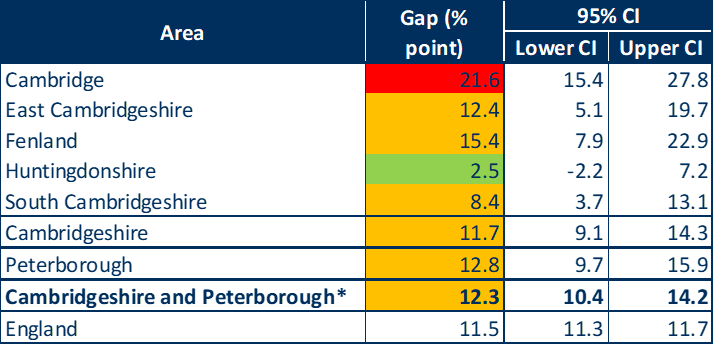 Area Gap (% point) 95% CI
Lower CI Upper CI
Cambridge 21.6 15.4 27.8
East Cambridgeshire 12.4 5.1 19.7
Fenland 15.4 7.9 22.9
Huntingdonshire 2.5 -2.2 7.2
South Cambridgeshire 8.4 3.7 13.1
Cambridgeshire 11.7 9.1 14.3
Peterborough 12.8 9.7 15.9
Cambridgeshire and Peterborough* 12.3 10.4 14.2
England 11.5 11.3 11.7